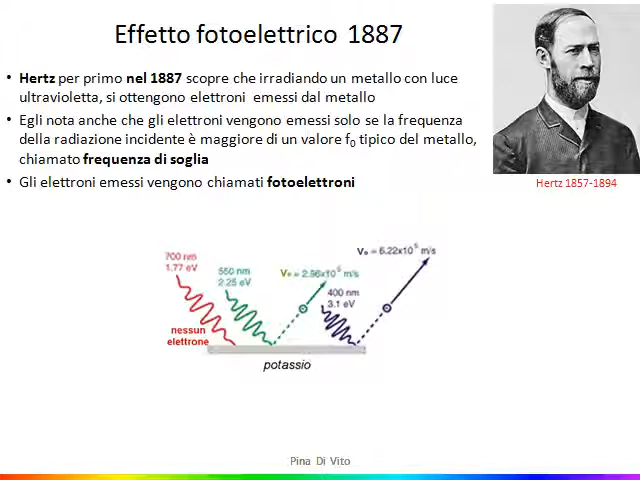 Effetto fotoelettrico 1887
• Hertz per primo nel 1887 scopre che irradiando un metallo con luce
ultravioletta, si ottengono elettroni emessi dal metallo
• Egli nota anche che gli elettroni vengono emessi solo se la frequenza
della radiazione incidente è maggiore di un valore f₀ tipico del metallo,
chiamato frequenza di soglia
• Gli elettroni emessi vengono chiamati fotoelettroni
Hertz 1857-1894
700 nm
1.77 eV
550 nm
2.25 eV
Vₑ = 2.96x10⁵ m/s
Vₑ = 6.22x10⁵ m/s
400 nm
3.1 eV
nessun
elettrone
potassio
Pina Di Vito